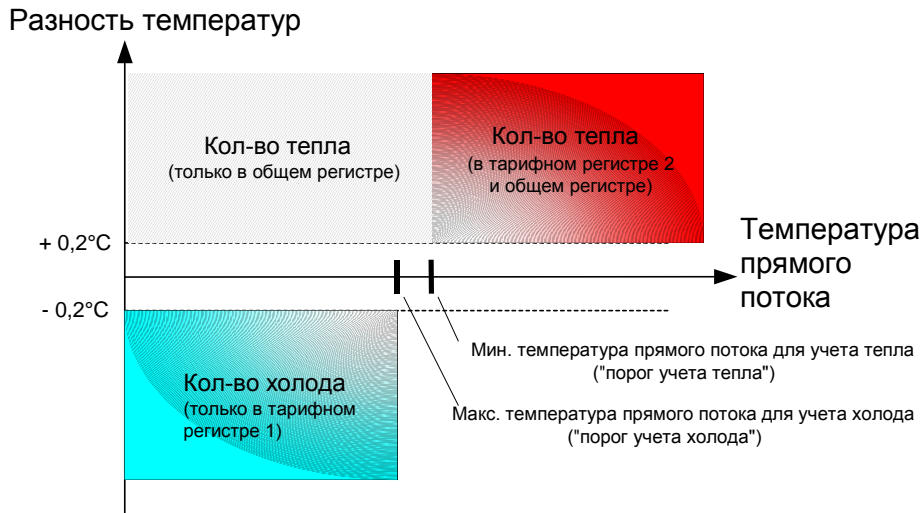 Разность температур
Кол-во тепла
(только в общем регистре)
Кол-во тепла
(в тарифном регистре 2
и общем регистре)
+ 0,2°C
Температура
прямого
потока
- 0,2°C
Мин. температура прямого потока для учета тепла
("порог учета тепла")
Кол-во холода
(только в тарифном
регистре 1)
Макс. температура прямого потока для учета холода
("порог учета холода")